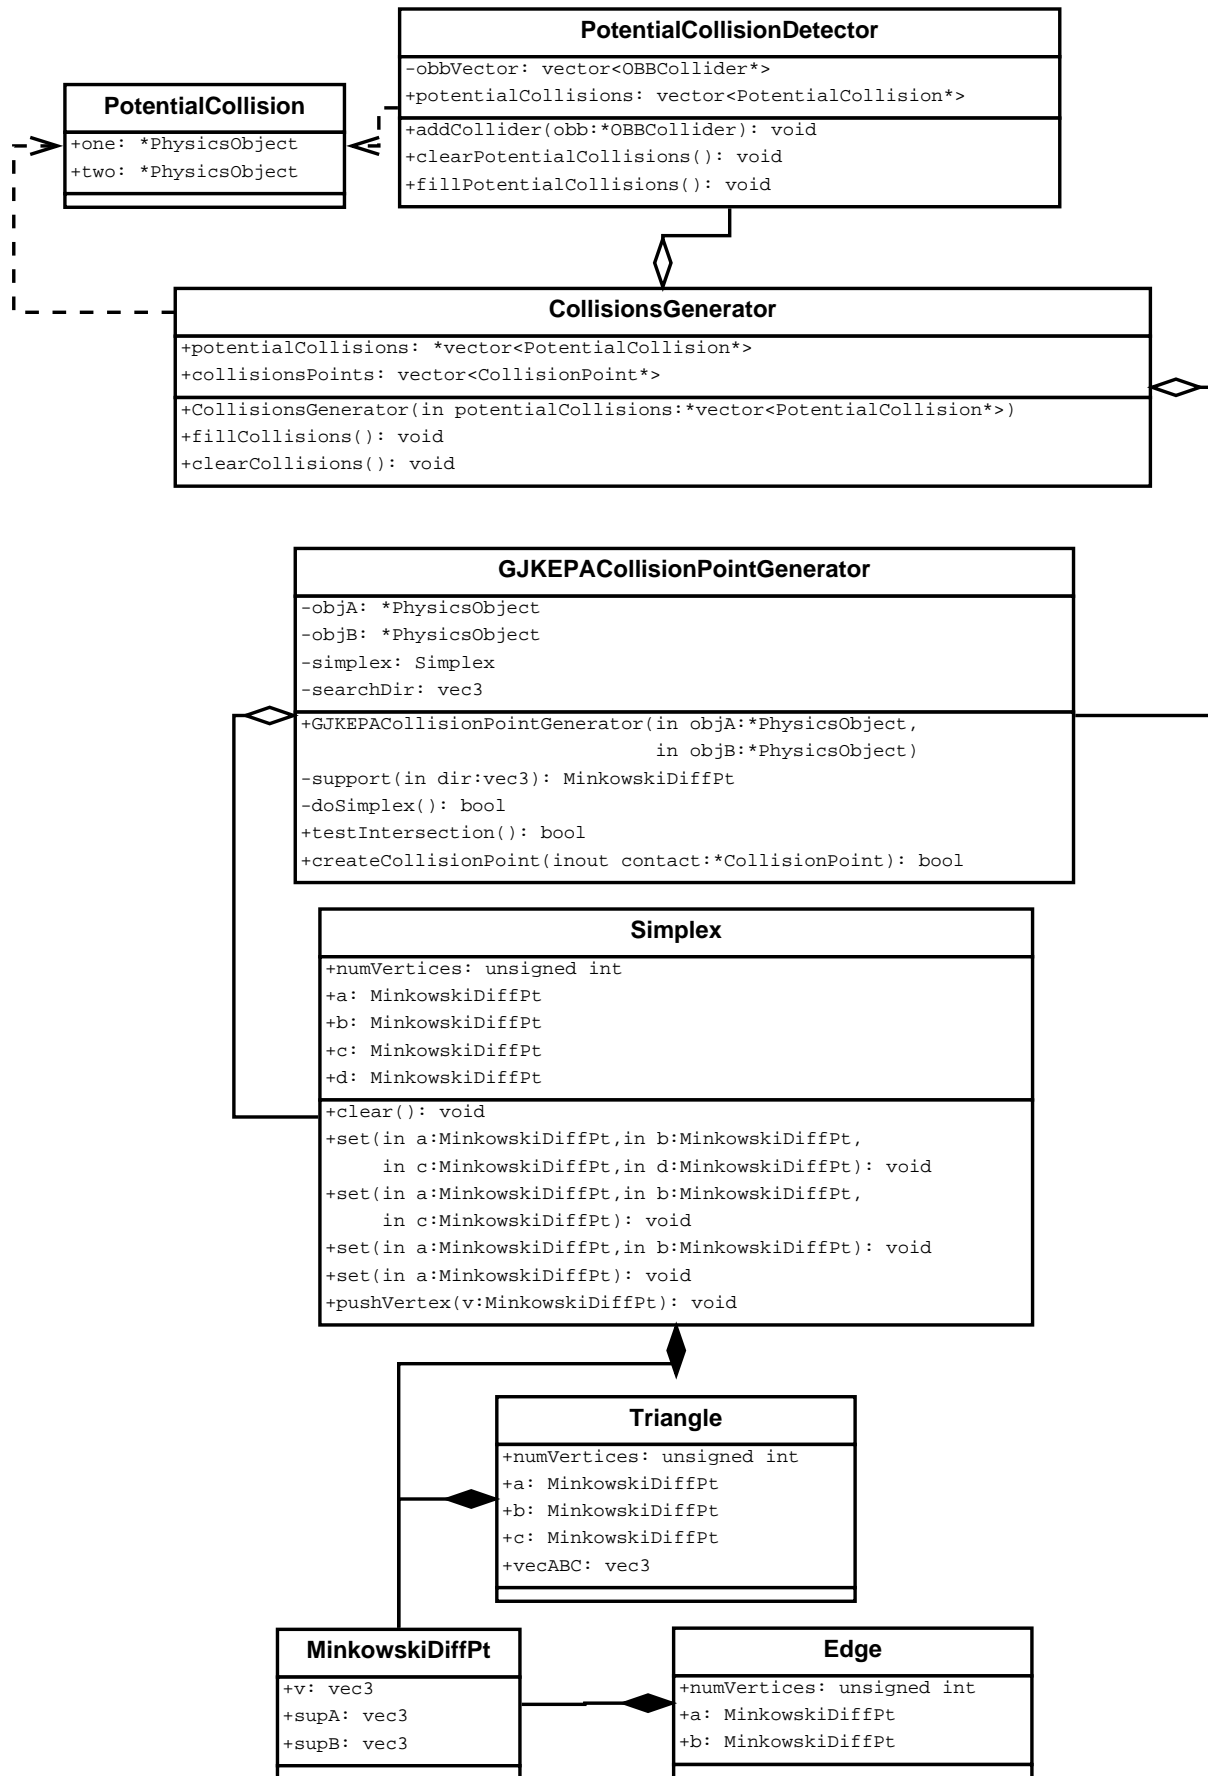 PotentialCollisionDetector
-obbVector: vector<OBBCollider*>
+potentialCollisions: vector<PotentialCollision*>
+addCollider(obb:*OBBCollider): void
+clearPotentialCollisions(): void
+fillPotentialCollisions(): void
PotentialCollision
+one: *PhysicsObject
+two: *PhysicsObject
CollisionsGenerator
+potentialCollisions: *vector<PotentialCollision*>
+collisionsPoints: vector<CollisionPoint*>
+CollisionsGenerator(in potentialCollisions:*vector<PotentialCollision*>)
+fillCollisions(): void
+clearCollisions(): void
GJKEPACollisionPointGenerator
-objA: *PhysicsObject
-objB: *PhysicsObject
-simplex: Simplex
-searchDir: vec3
+GJKEPACollisionPointGenerator(in objA:*PhysicsObject,
in objB:*PhysicsObject)
-support(in dir:vec3): MinkowskiDiffPt
-doSimplex(): bool
+testIntersection(): bool
+createCollisionPoint(inout contact:*CollisionPoint): bool
Simplex
+numVertices: unsigned int
+a: MinkowskiDiffPt
+b: MinkowskiDiffPt
+c: MinkowskiDiffPt
+d: MinkowskiDiffPt
+clear(): void
+set(in a:MinkowskiDiffPt,in b:MinkowskiDiffPt,
in c:MinkowskiDiffPt,in d:MinkowskiDiffPt): void
+set(in a:MinkowskiDiffPt,in b:MinkowskiDiffPt,
in c:MinkowskiDiffPt): void
+set(in a:MinkowskiDiffPt,in b:MinkowskiDiffPt): void
+set(in a:MinkowskiDiffPt): void
+pushVertex(v:MinkowskiDiffPt): void
Triangle
+numVertices: unsigned int
+a: MinkowskiDiffPt
+b: MinkowskiDiffPt
+c: MinkowskiDiffPt
+vecABC: vec3
MinkowskiDiffPt
+v: vec3
+supA: vec3
+supB: vec3
Edge
+numVertices: unsigned int
+a: MinkowskiDiffPt
+b: MinkowskiDiffPt